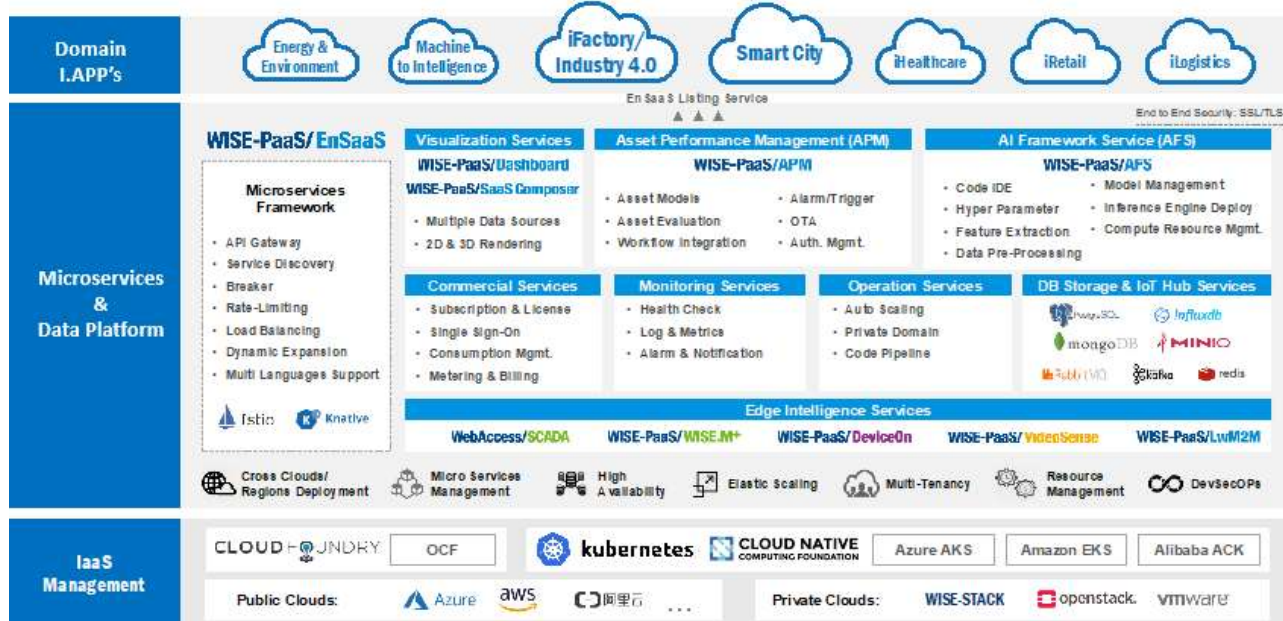 Domain
I.APP's
Energy &
Environment
Machine
to Intelligence
iFactory/
Industry 4.0
Smart City
iHealthcare
iRetail
iLogistics
EnSaaS Listing Service
End to End Security: SSL/TLS
Microservices
&
Data Platform
WISE-PaaS/EnSaaS
Microservices
Framework
• API Gateway
• Service Discovery
• Breaker
• Rate-Limiting
• Load Balancing
• Dynamic Expansion
• Multi Languages Support
Istio
Knative
Visualization Services
WISE-PaaS/Dashboard
WISE-PaaS/SaaS Composer
• Multiple Data Sources
• 2D & 3D Rendering
Asset Performance Management (APM)
WISE-PaaS/APM
• Asset Models
• Asset Evaluation
• Workflow Integration
• Alarm/Trigger
• OTA
• Auth. Mgmt.
AI Framework Service (AFS)
WISE-PaaS/AFS
• Code IDE
• Hyper Parameter
• Feature Extraction
• Data Pre-Processing
• Model Management
• Inference Engine Deploy
• Compute Resource Mgmt.
Commercial Services
• Subscription & License
• Single Sign-On
• Consumption Mgmt.
• Metering & Billing
Monitoring Services
• Health Check
• Log & Metrics
• Alarm & Notification
Operation Services
• Auto Scaling
• Private Domain
• Code Pipeline
DB Storage & IoT Hub Services
PostgreSQL
Influxdb
mongoDB
MINIO
RabbitMQ
kafka
redis
Edge Intelligence Services
WebAccess/SCADA
WISE-PaaS/WISE.M+
WISE-PaaS/DeviceOn
WISE-PaaS/VideoSense
WISE-PaaS/LwM2M
Cross Clouds/
Regions Deployment
Micro Services
Management
High
Availability
Elastic Scaling
Multi-Tenancy
Resource
Management
DevSecOPs
IaaS
Management
CLOUD FOUNDRY
OCF
kubernetes
CLOUD NATIVE
COMPUTING FOUNDATION
Azure AKS
Amazon EKS
Alibaba ACK
Public Clouds:
Azure
aws
阿里云
...
Private Clouds:
WISE-STACK
openstack.
vmware